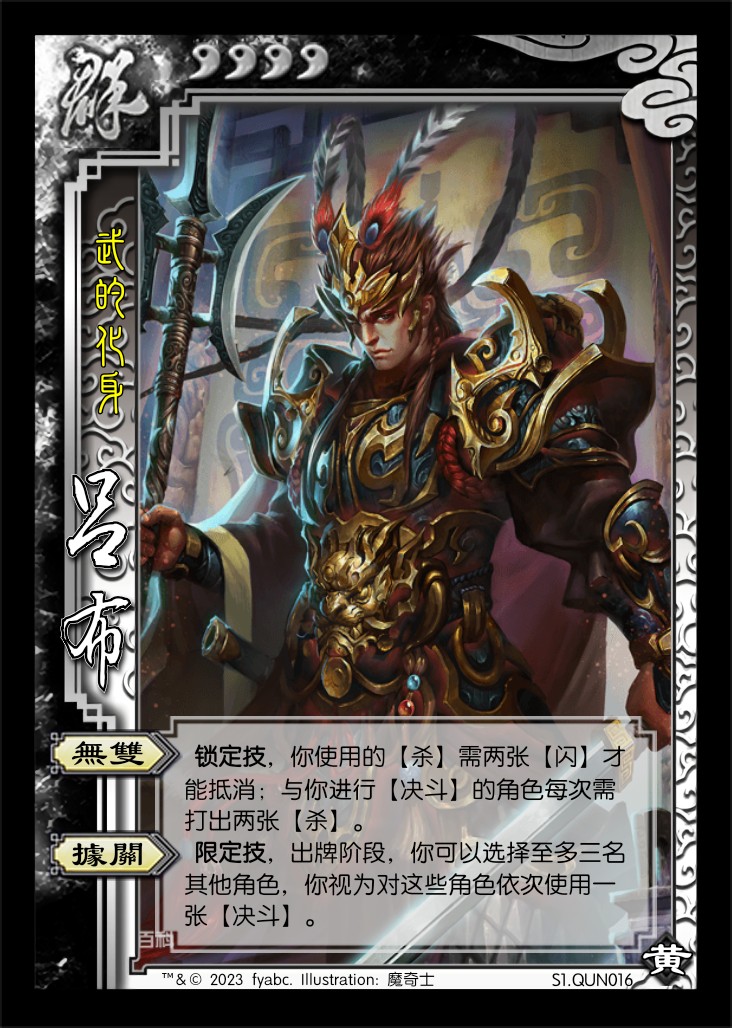 群
武的化身
呂布
無雙
锁定技，你使用的【杀】需两张【闪】才
能抵消；与你进行【决斗】的角色每次需
打出两张【杀】。
據關
限定技，出牌阶段，你可以选择至多三名
其他角色，你视为对这些角色依次使用一
张【决斗】。
百科
™&© 2023 fyabc. Illustration: 魔奇士
S1.QUN016
黄